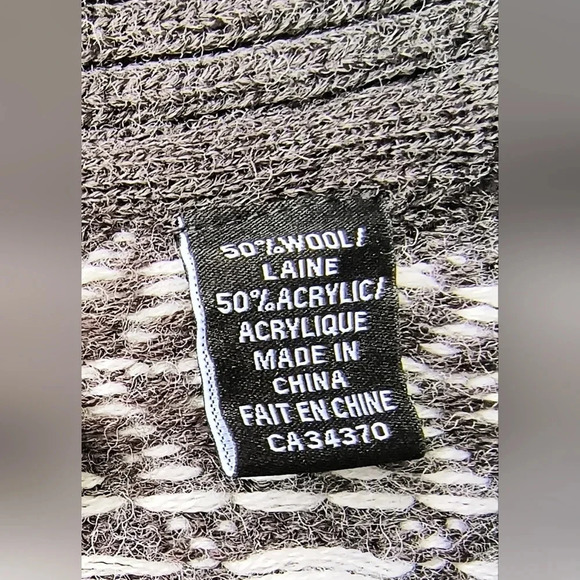 50% WOOL/
LAINE
50% ACRYLIC/
ACRYLIQUE
MADE IN
CHINA
FAIT EN CHINE
CA34370